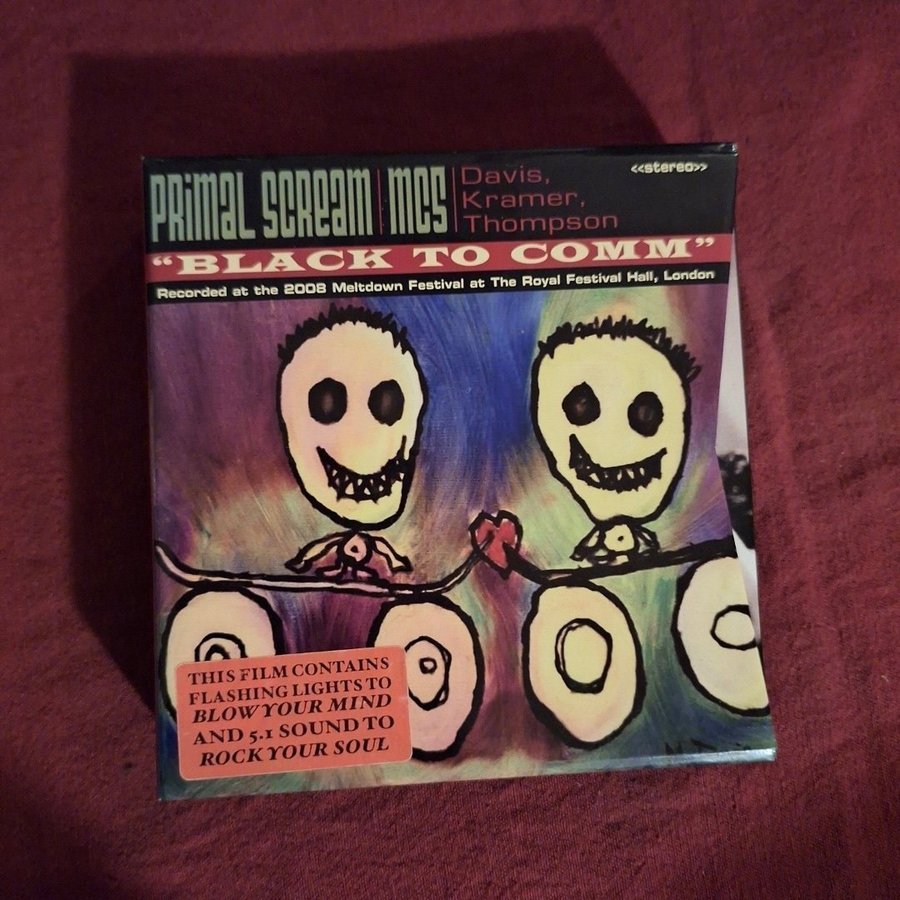 PRiMAL SCREAM | MC5 | Davis,
Kramer,
Thompson
<<stereo>>
"BLACK TO COMM"
Recorded at the 2008 Meltdown Festival at The Royal Festival Hall, London
THIS FILM CONTAINS
FLASHING LIGHTS TO
BLOW YOUR MIND
AND 5.1 SOUND TO
ROCK YOUR SOUL